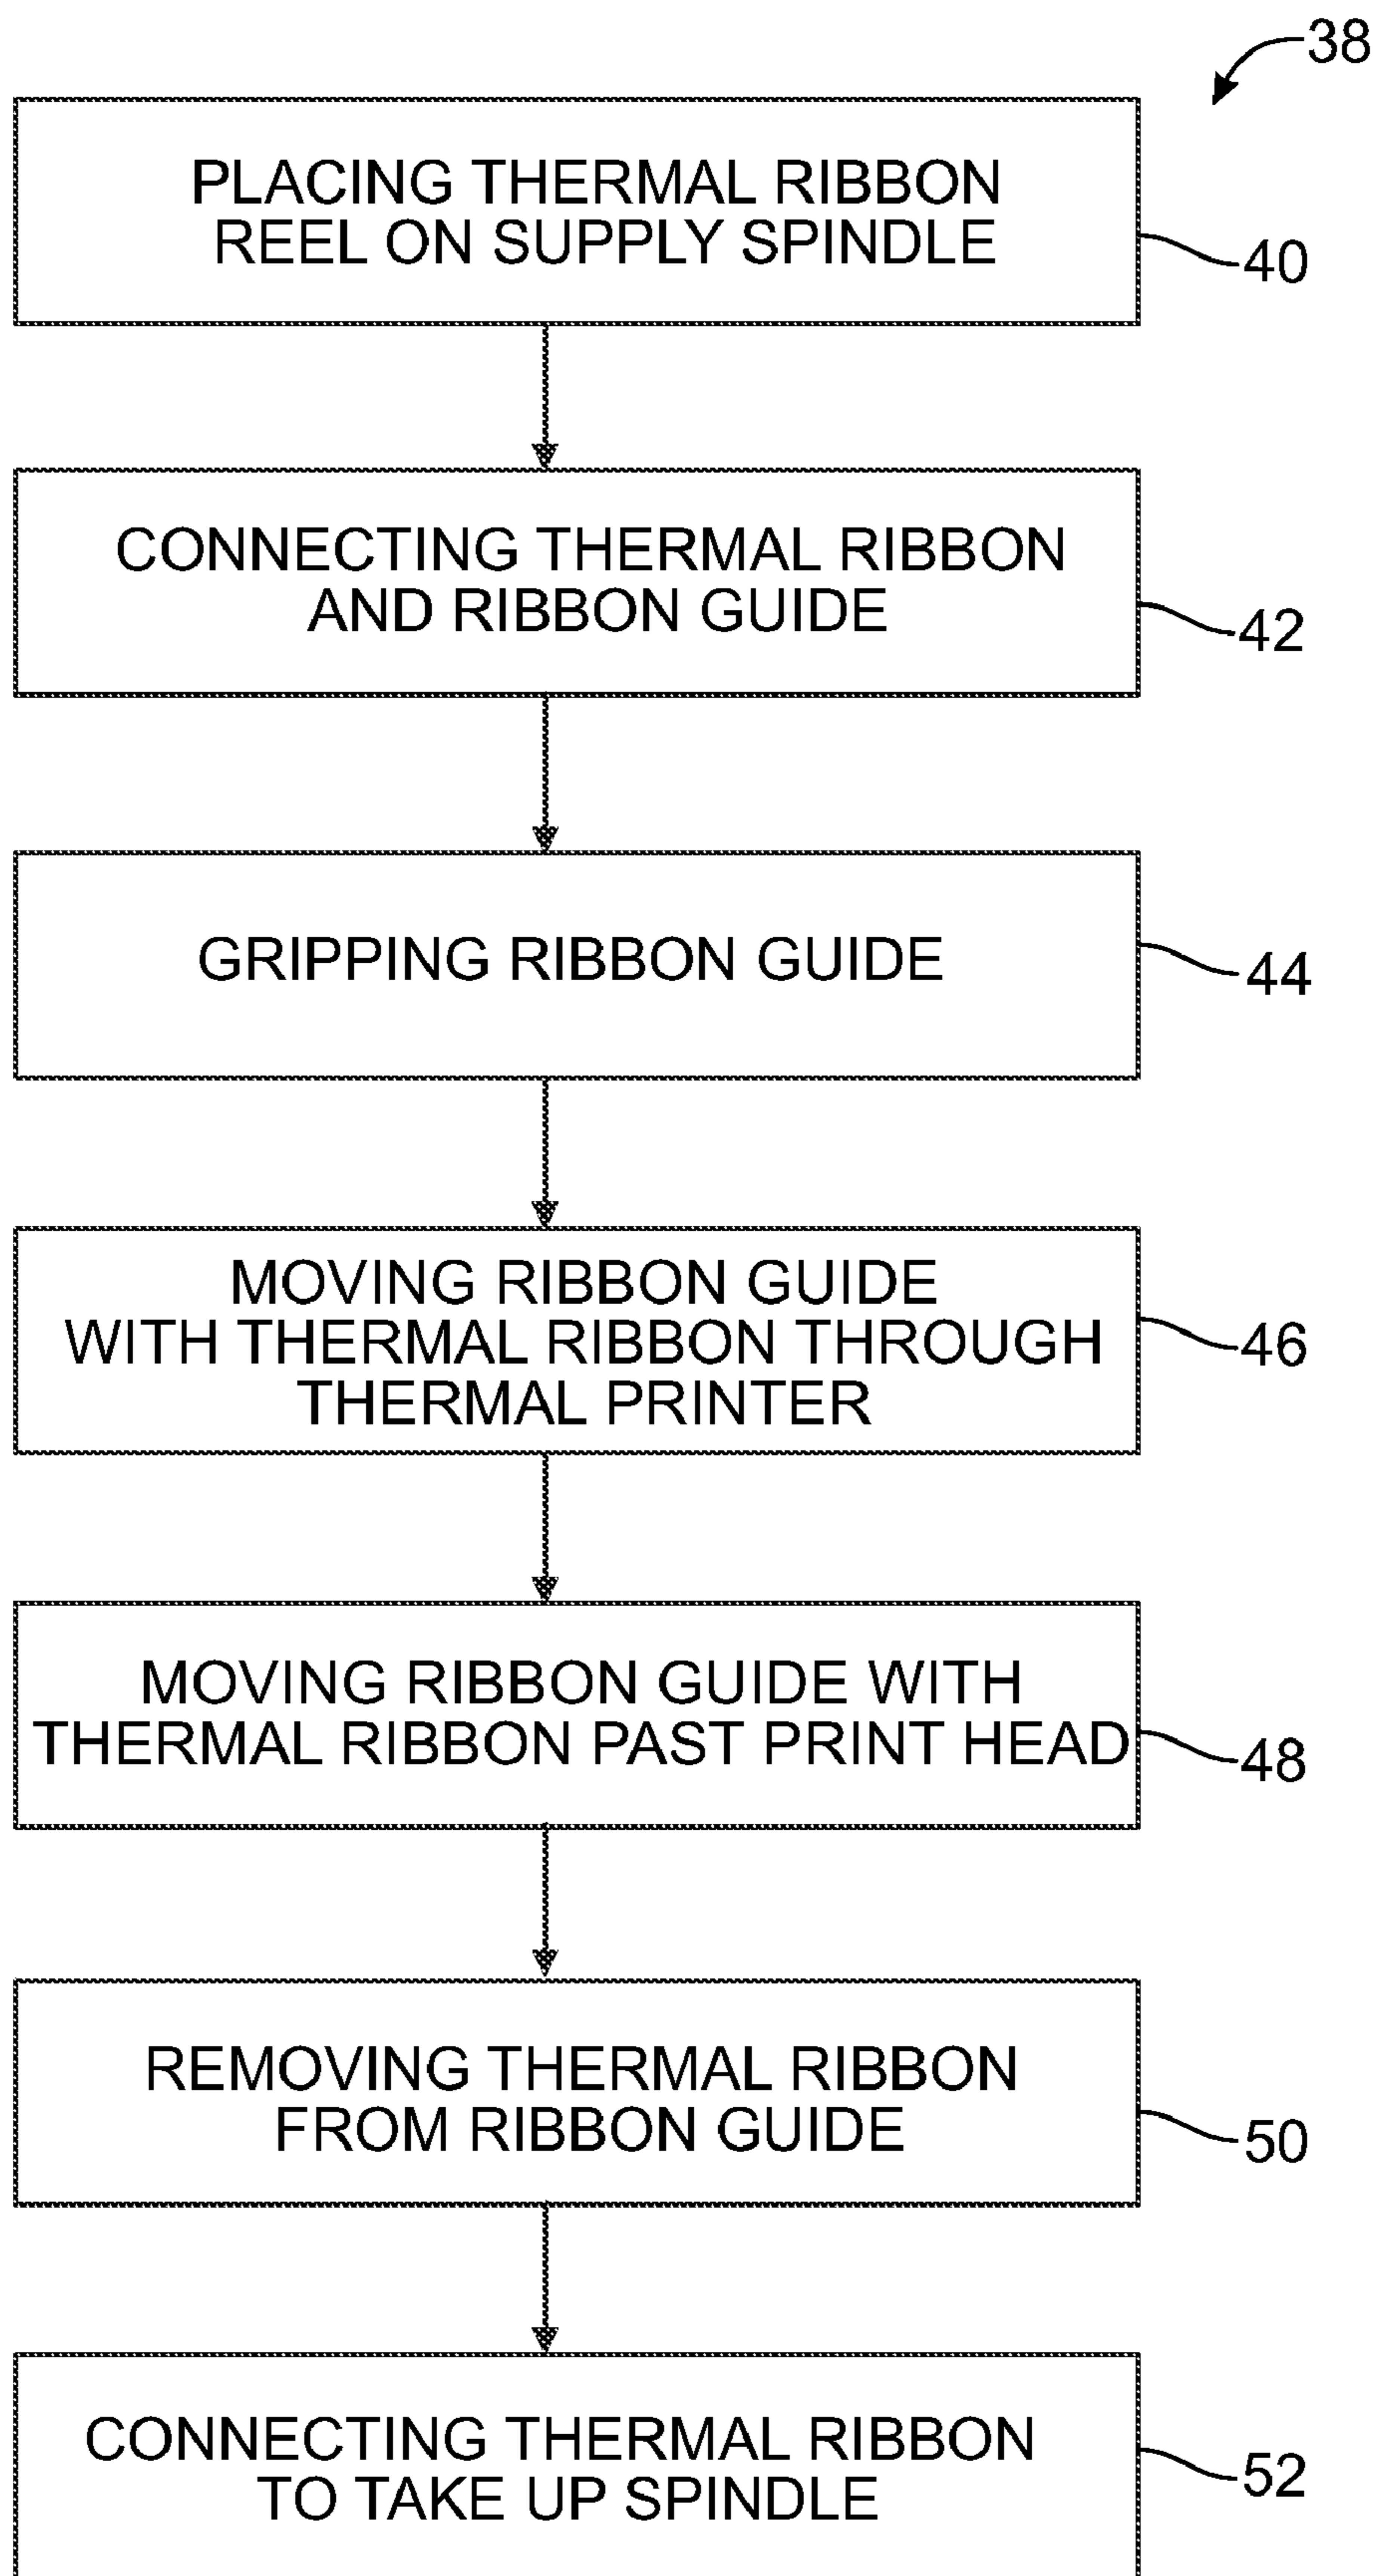 38
PLACING THERMAL RIBBON
REEL ON SUPPLY SPINDLE
40
CONNECTING THERMAL RIBBON
AND RIBBON GUIDE
42
GRIPPING RIBBON GUIDE
44
MOVING RIBBON GUIDE
WITH THERMAL RIBBON THROUGH
THERMAL PRINTER
46
MOVING RIBBON GUIDE WITH
THERMAL RIBBON PAST PRINT HEAD
48
REMOVING THERMAL RIBBON
FROM RIBBON GUIDE
50
CONNECTING THERMAL RIBBON
TO TAKE UP SPINDLE
52